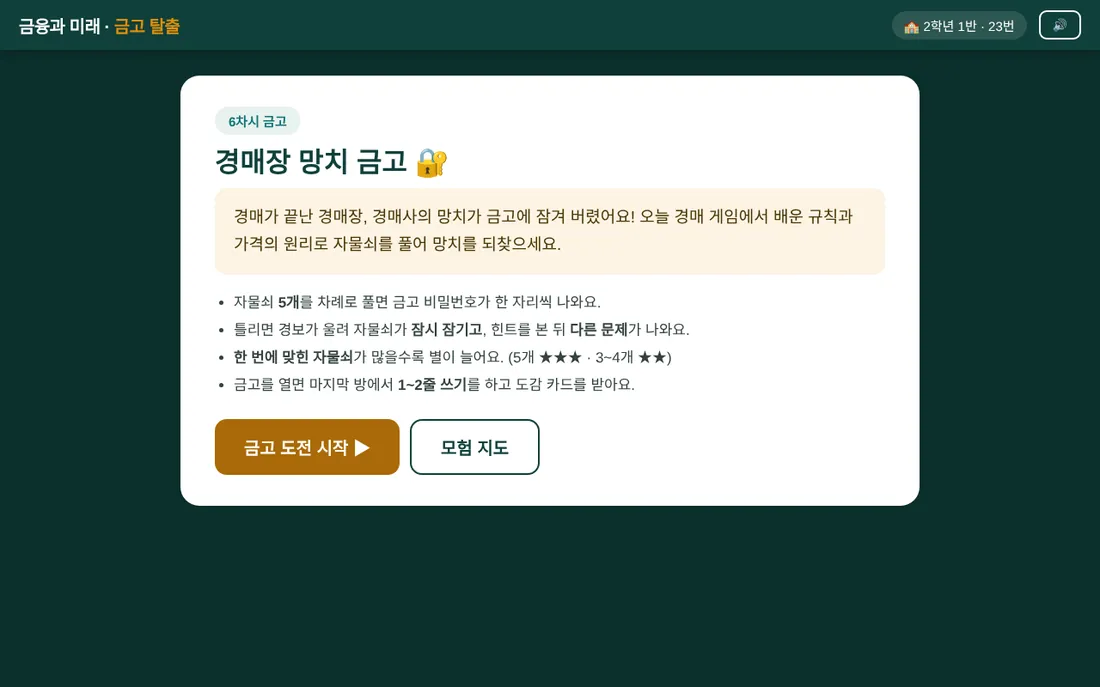 금융과 미래 · 금고 탈출
🏫 2학년 1반 · 23번
6차시 금고
경매장 망치 금고
경매가 끝난 경매장, 경매사의 망치가 금고에 잠겨 버렸어요! 오늘 경매 게임에서 배운 규칙과
가격의 원리로 자물쇠를 풀어 망치를 되찾으세요.
• 자물쇠 5개를 차례로 풀면 금고 비밀번호가 한 자리씩 나와요.
• 틀리면 경보가 울려 자물쇠가 잠시 잠기고, 힌트를 본 뒤 다른 문제가 나와요.
• 한 번에 맞힌 자물쇠가 많을수록 별이 늘어요. (5개 ★★★ · 3~4개 ★★)
• 금고를 열면 마지막 방에서 1~2줄 쓰기를 하고 도감 카드를 받아요.
금고 도전 시작 ▶
모험 지도